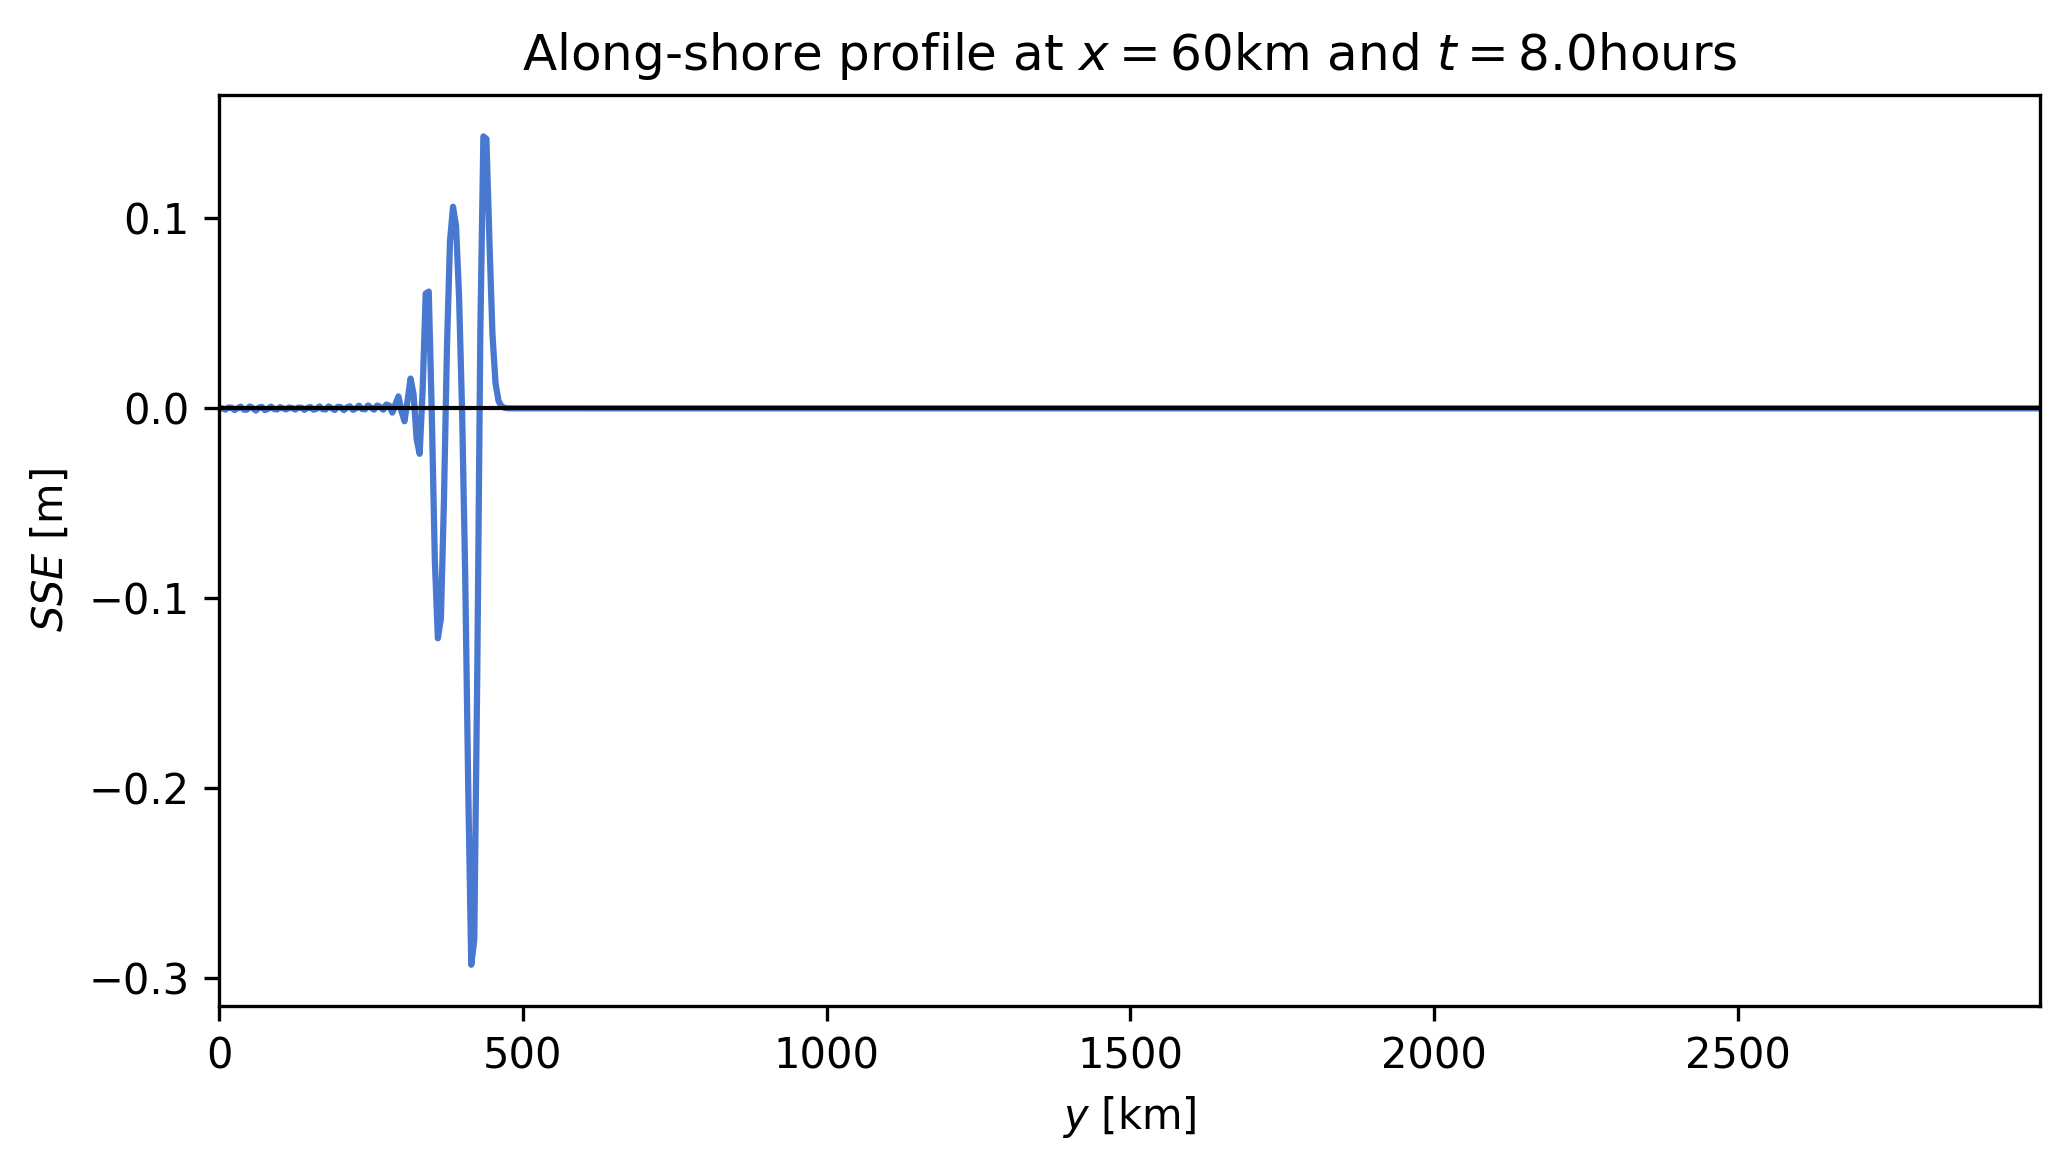 Along-shore profile at x = 60km and t = 8.0hours
0.1
0.0
−0.1
−0.2
−0.3
SSE [m]
0 500 1000 1500 2000 2500
y [km]